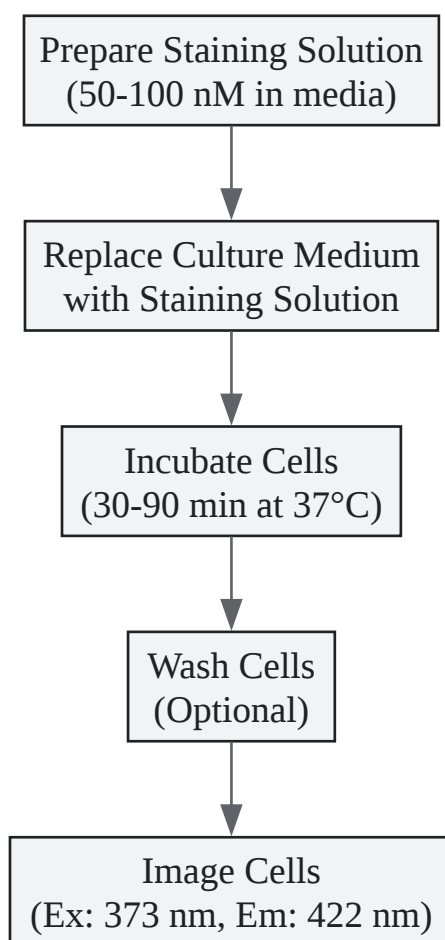 Prepare Staining Solution
(50-100 nM in media)
Replace Culture Medium
with Staining Solution
Incubate Cells
(30-90 min at 37°C)
Wash Cells
(Optional)
Image Cells
(Ex: 373 nm, Em: 422 nm)